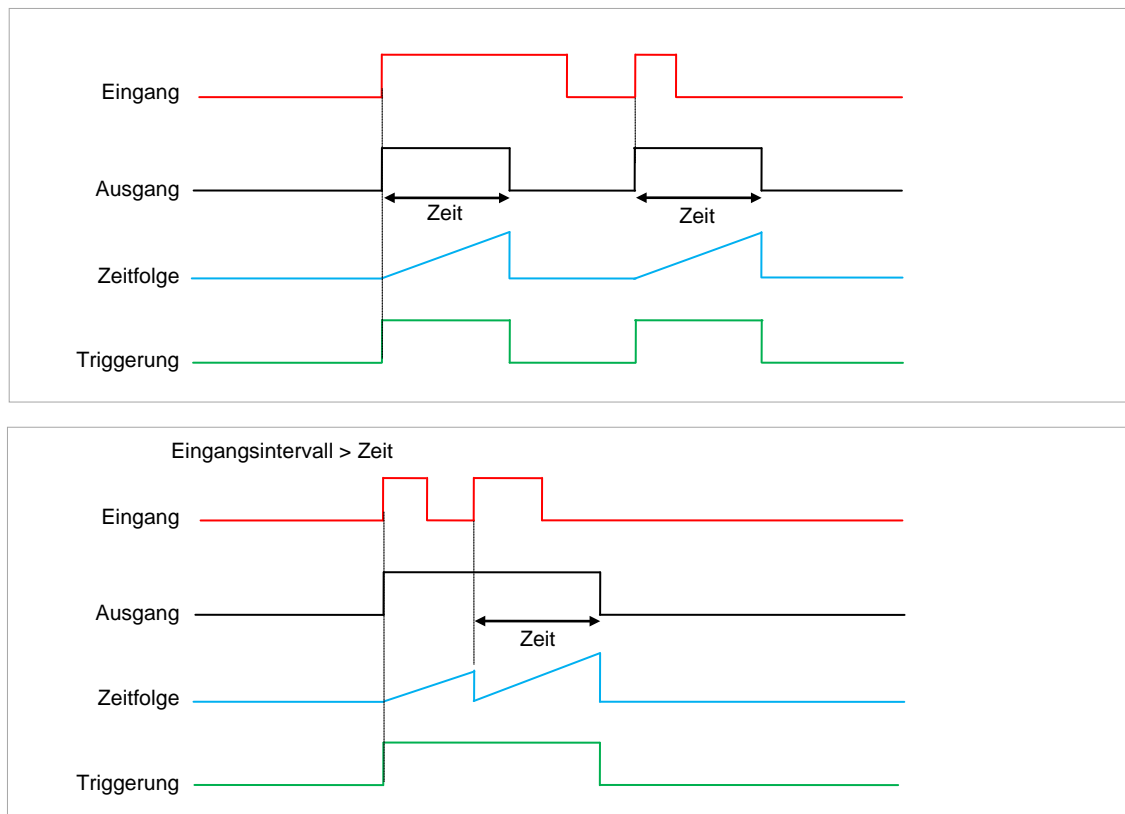 Eingang
Ausgang
Zeit
Zeit
Zeitfolge
Triggerung
Eingangsintervall > Zeit
Eingang
Ausgang
Zeit
Zeitfolge
Triggerung